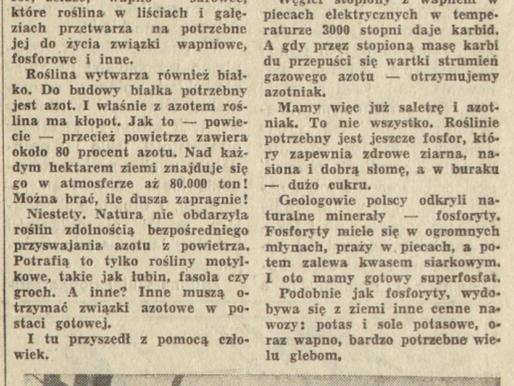 które roślina w liściach i galę-
ziach przetwarza na potrzebne
jej do życia związki wapniowe,
fosforowe i inne.
Roślina wytwarza również biał-
ko. Do budowy białka potrzebny
jest azot. I właśnie z azotem roś-
lina ma kłopot. Jak to — powie-
cie — przecież powietrze zawiera
około 80 procent azotu. Nad każ-
dym hektarem ziemi znajduje się
go w atmosferze aż 80.000 ton!
Można brać, ile dusza zapragnie!
Niestety. Natura nie obdarzyła
roślin zdolnością bezpośredniego
przyswajania azotu z powietrza.
Potrafią to tylko rośliny motyl-
kowe, takie jak łubin, fasola czy
groch. A inne? Inne muszą o-
trzymać związki azotowe w po-
staci gotowej.
I tu przyszedł z pomocą czło-
wiek.
Węgiel stopiony z wapniem w
piecach elektrycznych w tempe-
raturze 3000 stopni daje karbid.
A gdy przęz stopioną masę karbi
du przepuści się wartki strumień
gazowego azotu — otrzymujemy
azotniak.
Mamy więc już saletrę i azot-
niak. To nie wszystko. Roślinie
potrzebny jest jeszcze fosfor, któ-
ry zapewnia zdrowe ziarna, na-
siona i dobrą słomę, a w buraku
— dużo cukru.
Geologowie polscy odkryli na-
turalne minerały — fosforyty.
Fosforyty miele się w ogromnych
młynach, praży w piecach, a po-
tem zalewa kwasem siarkowym.
I oto mamy gotowy superfosfat.
Podobnie jak fosforyty, wydo-
bywa się z ziemi inne cenne na-
wozy: potas i sole potasowe, o-
raz wapno, bardzo potrzebne wie-
lu glebom.